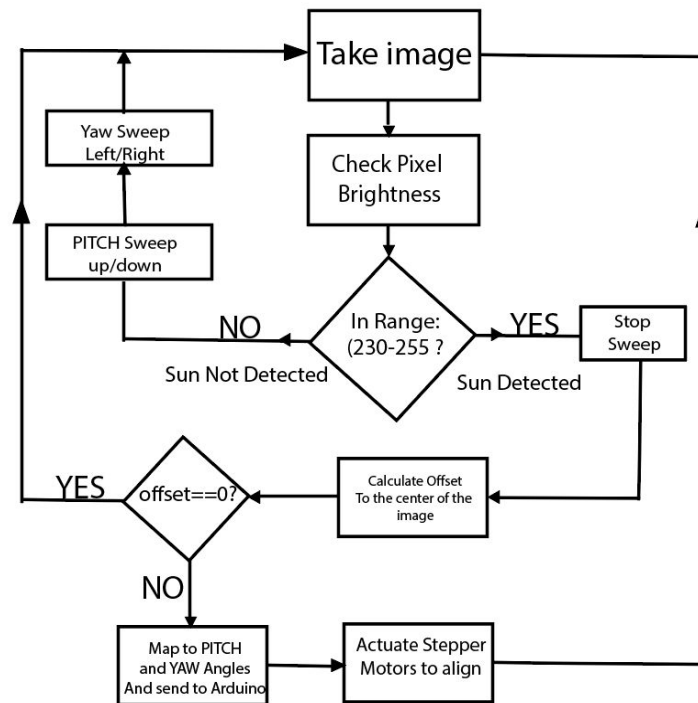 Take image
Yaw Sweep
Left/Right
Check Pixel
Brightness
PITCH Sweep
up/down
NO
In Range:
(230-255 ?
YES
Stop
Sweep
Sun Not Detected
Sun Detected
YES
offset==0?
Calculate Offset
To the center of the
image
NO
Map to PITCH
and YAW Angles
And send to Arduino
Actuate Stepper
Motors to align